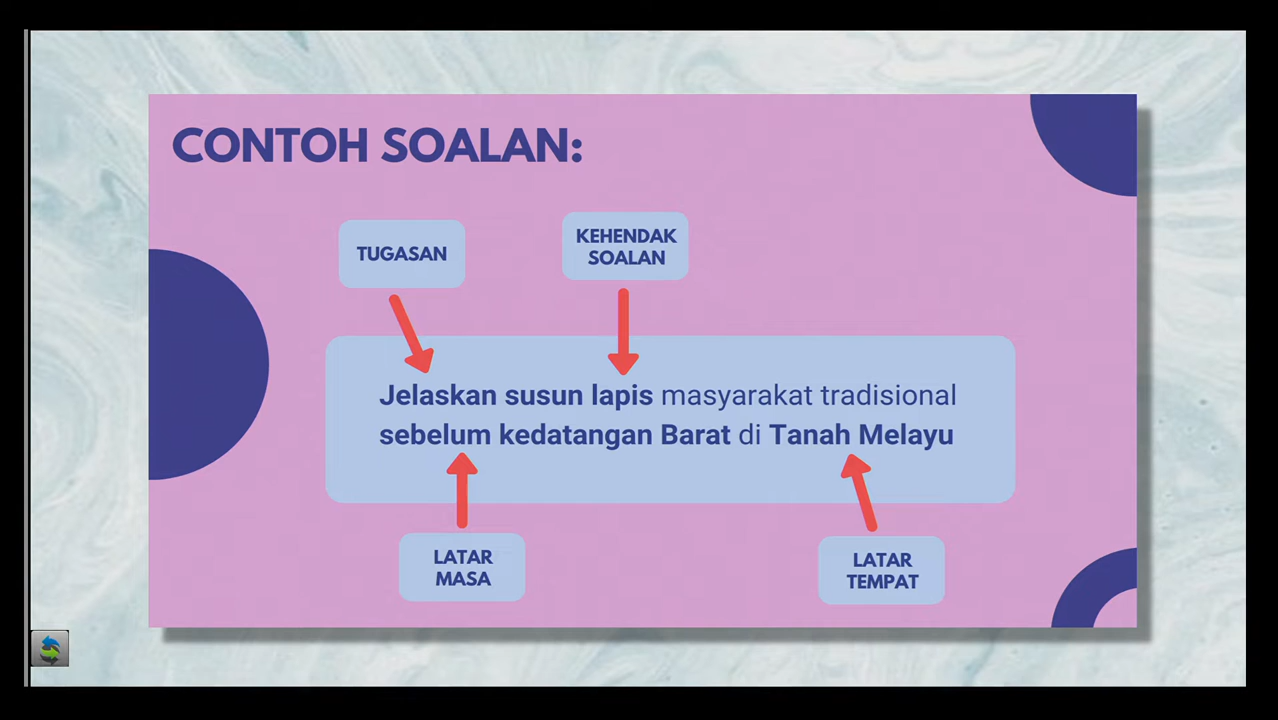 CONTOH SOALAN:
TUGASAN
KEHENDAK
SOALAN
Jelaskan susun lapis masyarakat tradisional
sebelum kedatangan Barat di Tanah Melayu
LATAR
MASA
LATAR
TEMPAT